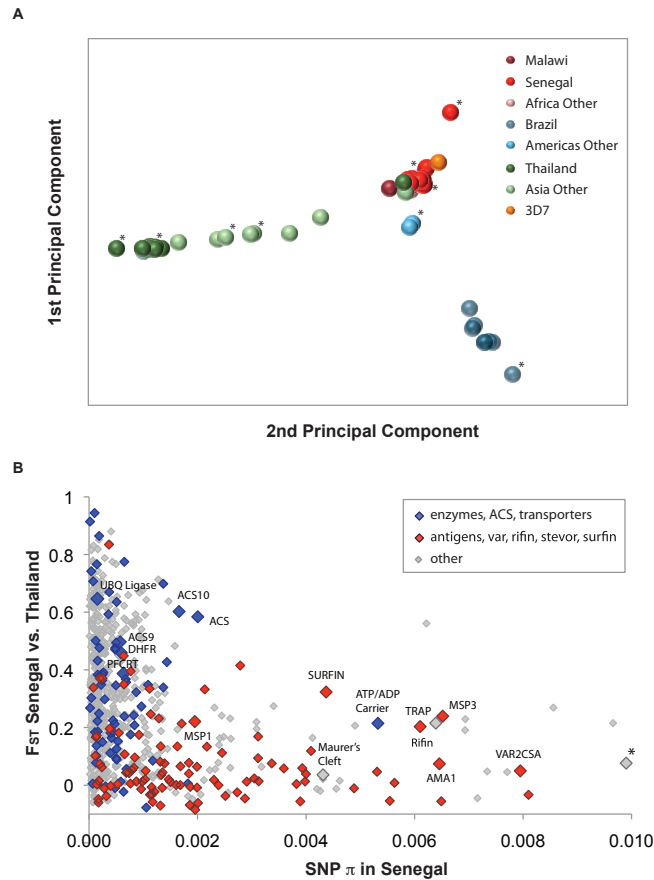 A
1st Principal Component
2nd Principal Component
Malawi
Senegal
Africa Other
Brazil
Americas Other
Thailand
Asia Other
3D7
*
*
*
*
*
*
*
*
B
FST Senegal vs. Thailand
1
0.8
0.6
0.4
0.2
0
enzymes, ACS, transporters
antigens, var, rifin, stevor, surfin
other
UBQ Ligase
ACS10
ACS
ACS9
DHFR
PFCRT
SURFIN
ATP/ADP
Carrier
TRAP
MSP3
MSP1
Rifin
Maurer's
Cleft
AMA1
VAR2CSA
*
0.000
0.002
0.004
0.006
0.008
0.010
SNP π in Senegal